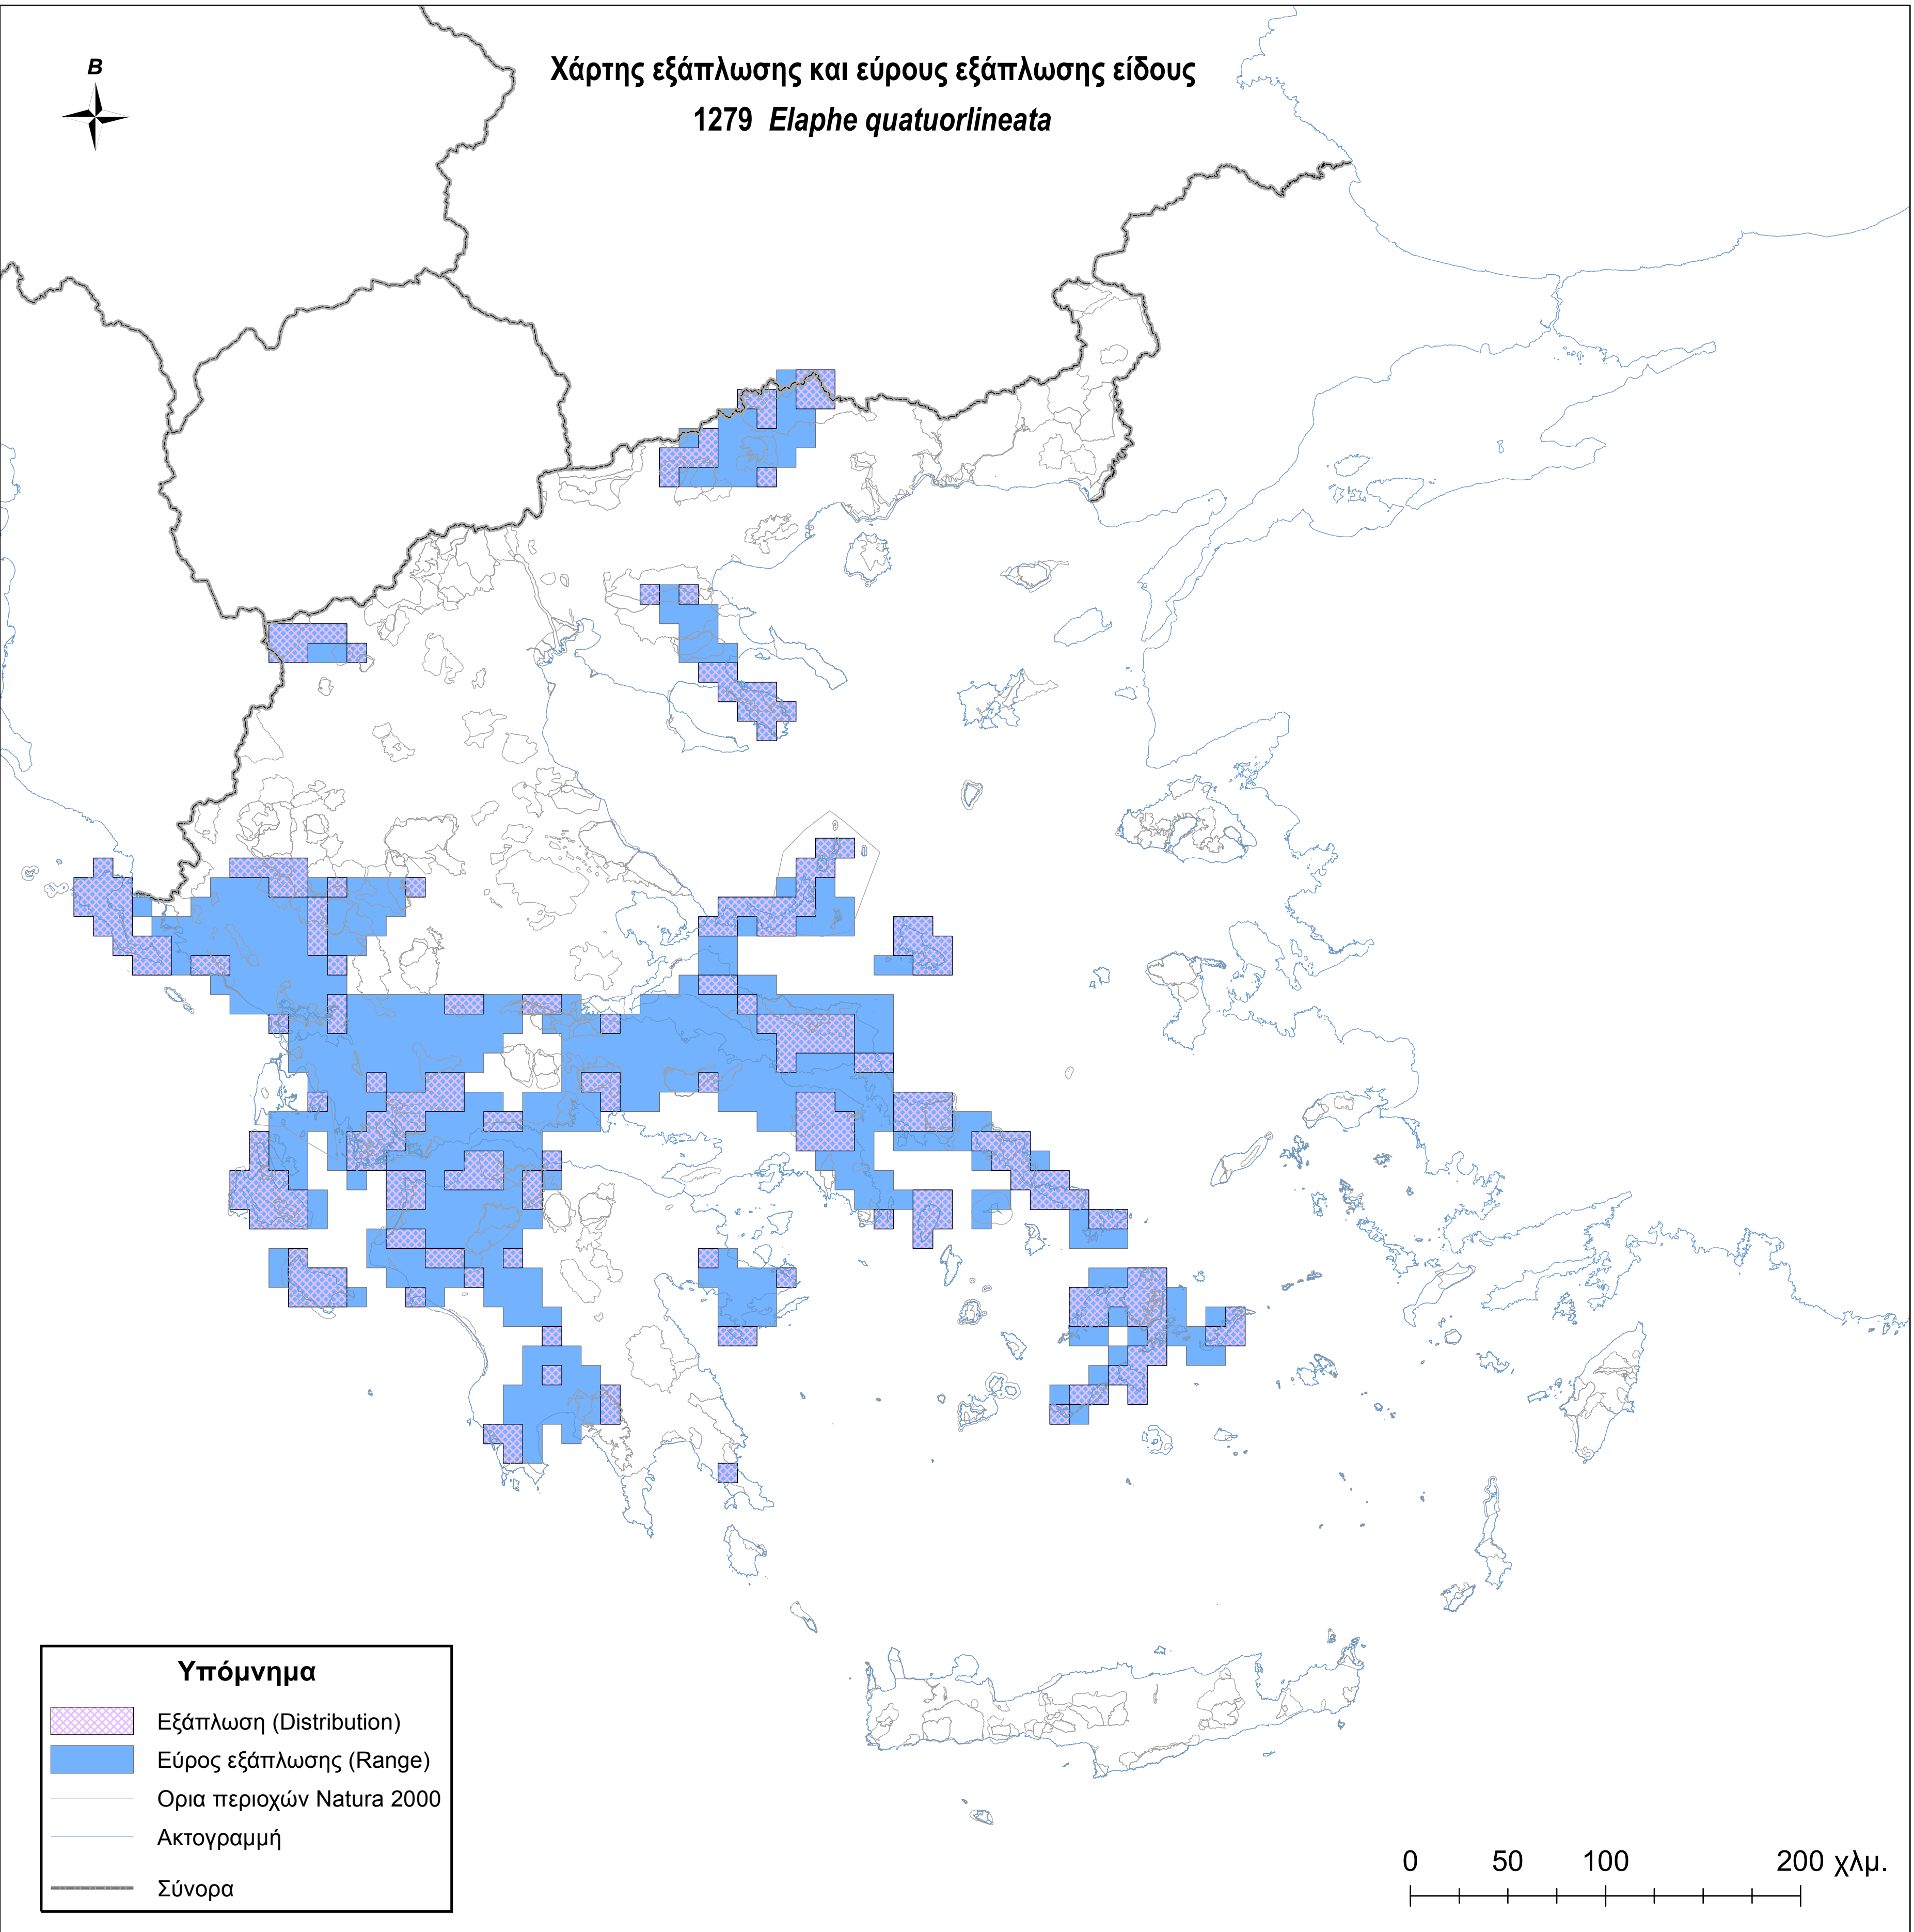 Χάρτης εξάπλωσης και εύρους εξάπλωσης είδους
1279 Elaphe quatuorlineata
B
Υπόμνημα
Εξάπλωση (Distribution)
Εύρος εξάπλωσης (Range)
Ορια περιοχών Natura 2000
Ακτογραμμή
Σύνορα
0 50 100 200 χλμ.